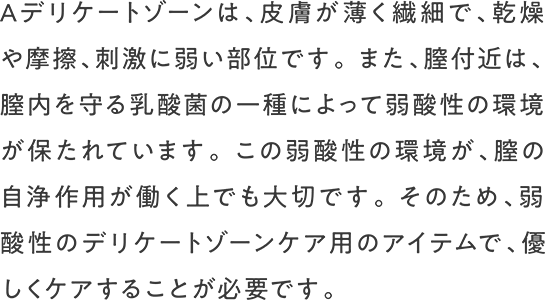 Aデリケートゾーンは、皮膚が薄く繊細で、乾燥
や摩擦、刺激に弱い部位です。また、膣付近は、
膣内を守る乳酸菌の一種によって弱酸性の環境
が保たれています。この弱酸性の環境が、膣の
自浄作用が働く上でも大切です。そのため、弱
酸性のデリケートゾーンケア用のアイテムで、優
しくケアすることが必要です。